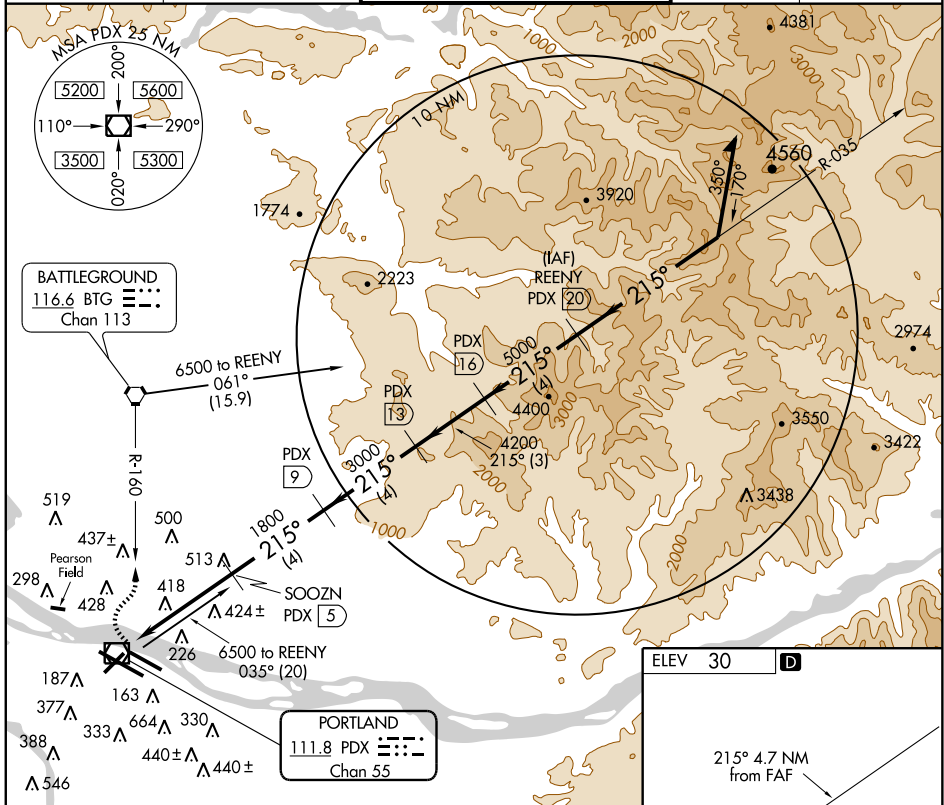 MSA PDX 25 NM
200°
5200 5600
110° 290°
3500 5300
020°
10 NM
1000
2000
3000
4381
4560
R-035
350°
170°
3920
1774
2223
(IAF)
REENY
PDX 20
215°
BATTLEGROUND
116.6 BTG
Chan 113
6500 to REENY
061°
(15.9)
PDX
16
5000
215°
(4)
4400
3000
2974
PDX
13
4200
215° (3)
2000
3550
3422
3438
2000
PDX
9
3000
215°
(4)
1000
R-160
1800
215°
(4)
519
500
437±
Pearson
Field
513
298
428
418
424±
SOOZN
PDX 5
226
6500 to REENY
035° (20)
187
163
377
333
664
330
388
440±
440±
546
PORTLAND
111.8 PDX
Chan 55
ELEV 30 D
215° 4.7 NM
from FAF